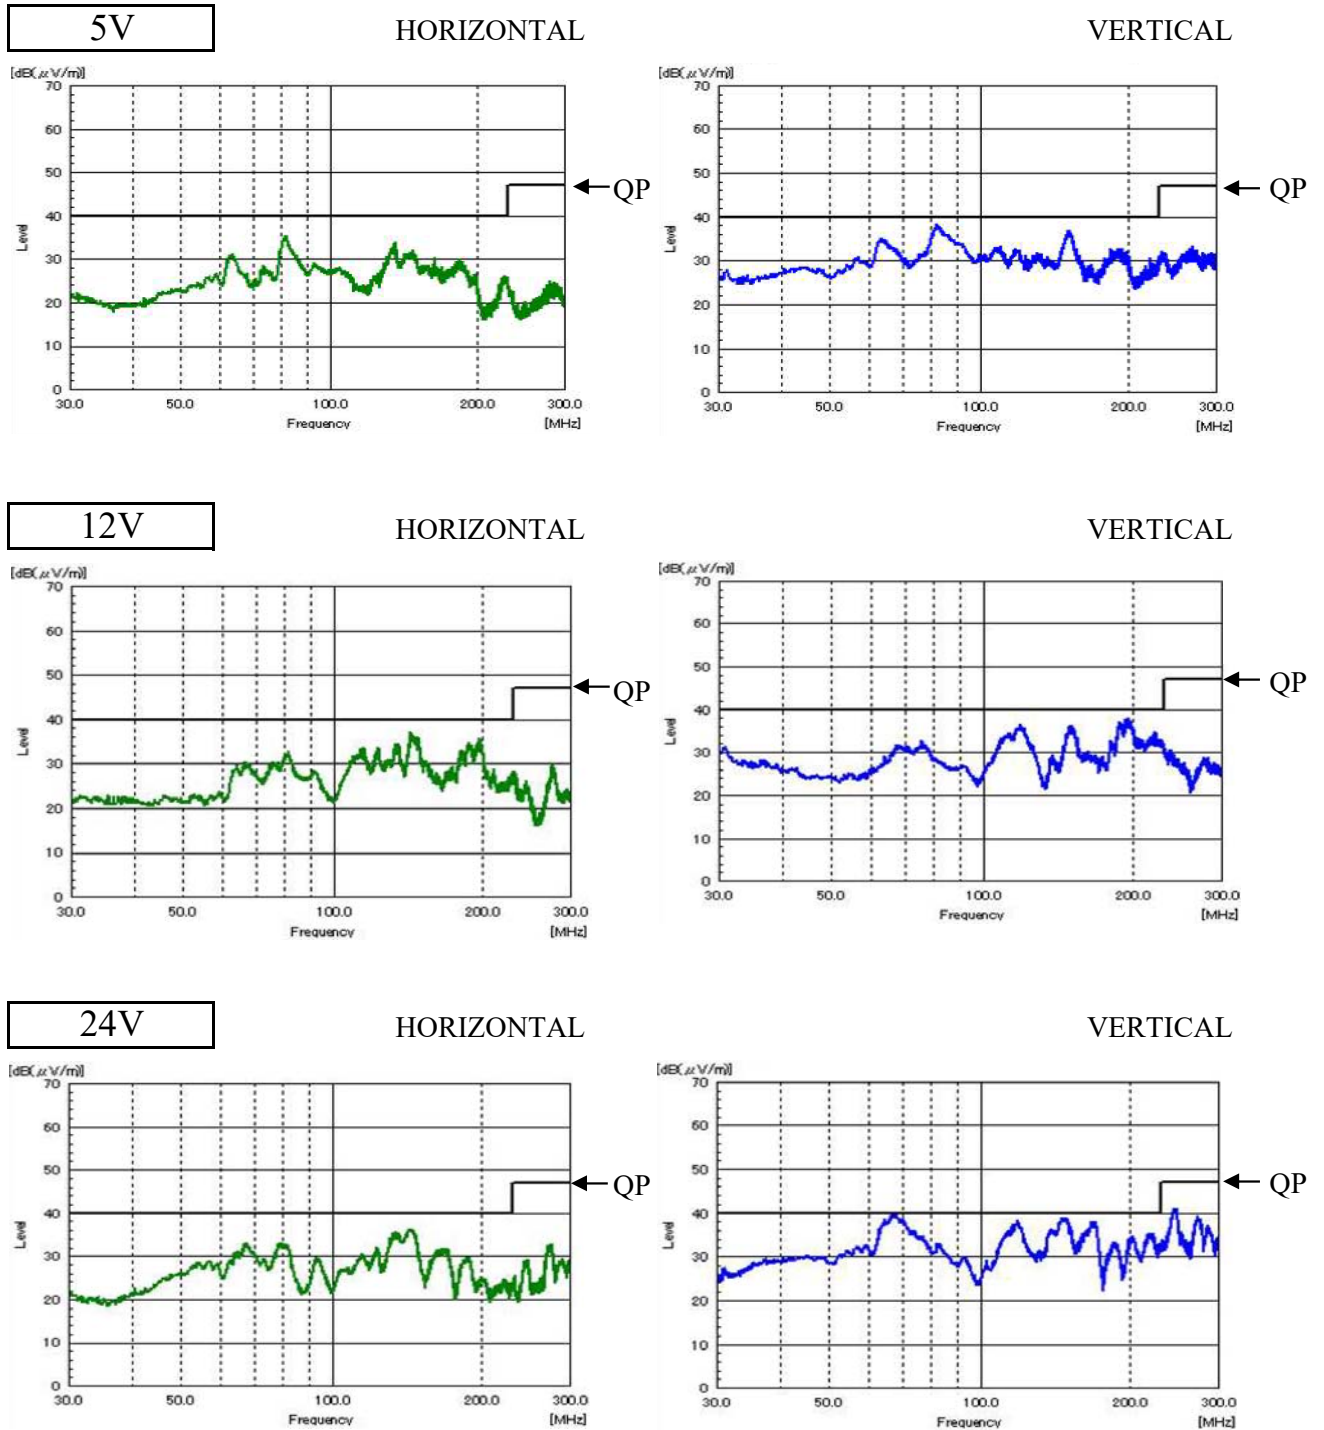 5V HORIZONTAL VERTICAL
[dB(μV/m)] [dB(μV/m)]
70 70
60 60
50 50
QP QP
40 40
Level Level
30 30
20 20
10 10
0 0
30.0 50.0 100.0 200.0 300.0 30.0 50.0 100.0 200.0 300.0
Frequency [MHz] Frequency [MHz]
12V HORIZONTAL VERTICAL
[dB(μV/m)] [dB(μV/m)]
70 70
60 60
50 50
QP QP
40 40
Level Level
30 30
20 20
10 10
0 0
30.0 50.0 100.0 200.0 300.0 30.0 50.0 100.0 200.0 300.0
Frequency [MHz] Frequency [MHz]
24V HORIZONTAL VERTICAL
[dB(μV/m)] [dB(μV/m)]
70 70
60 60
50 50
QP QP
40 40
Level Level
30 30
20 20
10 10
0 0
30.0 50.0 100.0 200.0 300.0 30.0 50.0 100.0 200.0 300.0
Frequency [MHz] Frequency [MHz]